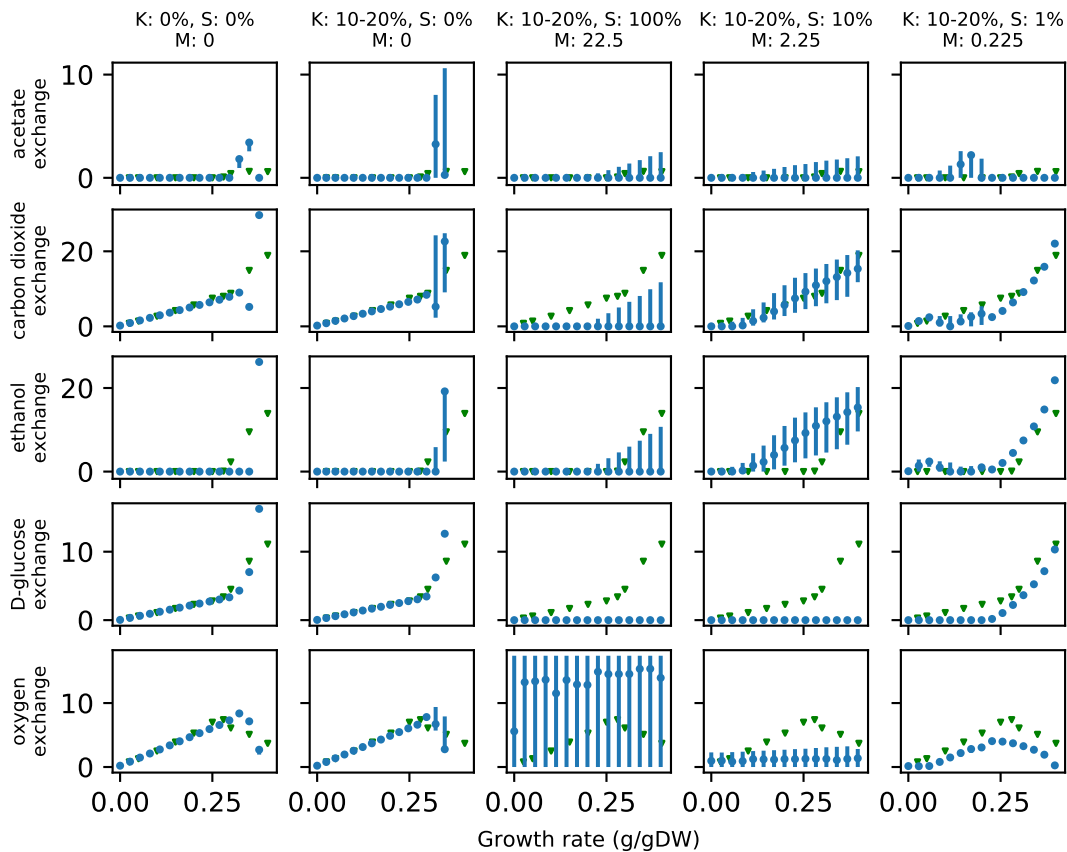 K: 0%, S: 0%
M: 0
K: 10-20%, S: 0%
M: 0
K: 10-20%, S: 100%
M: 22.5
K: 10-20%, S: 10%
M: 2.25
K: 10-20%, S: 1%
M: 0.225
acetate
exchange
10
0
carbon dioxide
exchange
20
0
ethanol
exchange
20
0
D-glucose
exchange
10
0
oxygen
exchange
10
0
0.00 0.25 0.00 0.25 0.00 0.25 0.00 0.25 0.00 0.25
Growth rate (g/gDW)